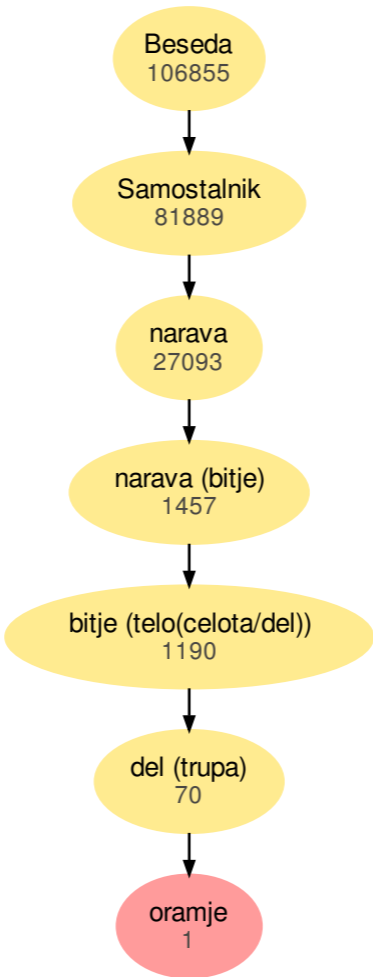 Beseda
106855
Samostalnik
81889
narava
27093
narava (bitje)
1457
bitje (telo(celota/del))
1190
del (trupa)
70
oramje
1